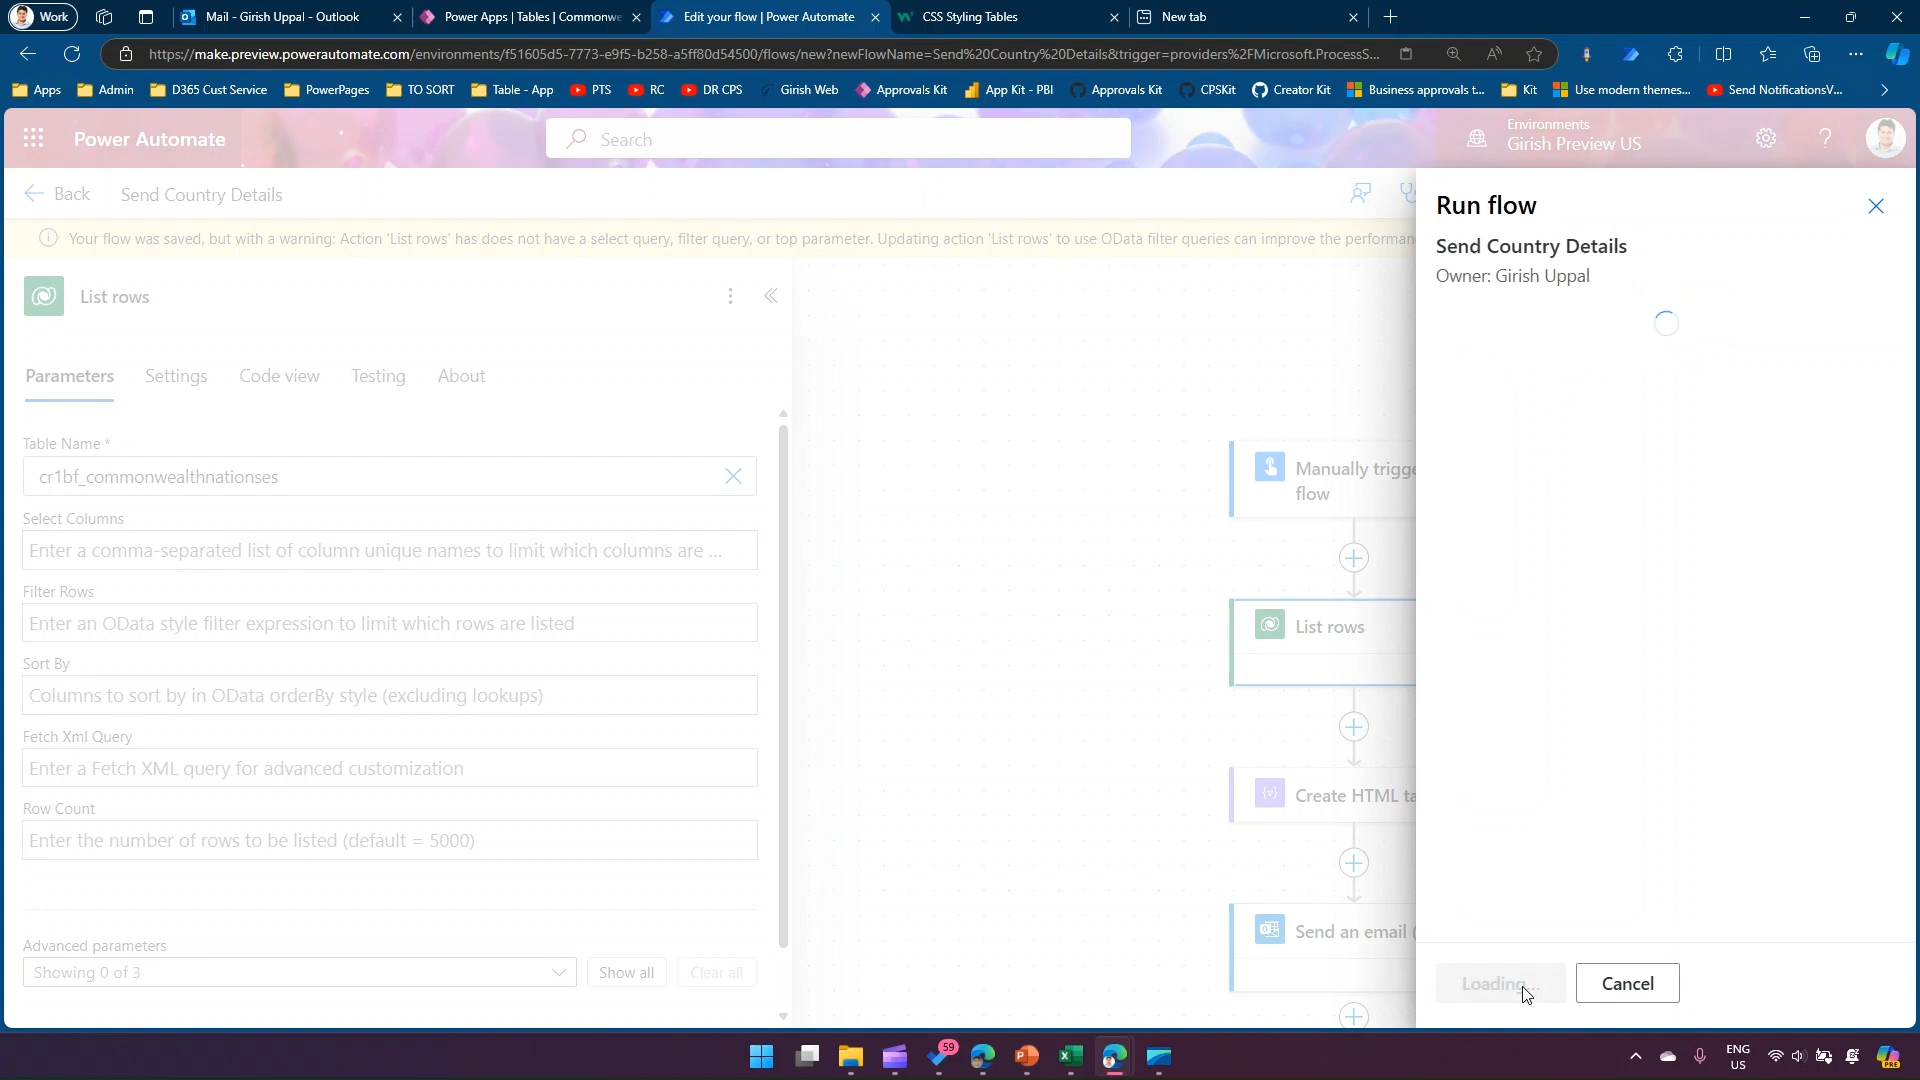 Work
Mail - Girish Uppal - Outlook
Power Apps | Tables | Commonwe
Edit your flow | Power Automate
CSS Styling Tables
New tab
https://make.preview.powerautomate.com/environments/f51605d5-7773-e9f5-b258-a5ff80d54500/flows/new?newFlowName=Send%20Country%20Details&trigger=providers%2FMicrosoft.ProcessS...
Apps
Admin
D365 Cust Service
PowerPages
TO SORT
Table - App
PTS
RC
DR CPS
Girish Web
Approvals Kit
App Kit - PBI
Approvals Kit
CPSKit
Creator Kit
Business approvals t...
Kit
Use modern themes...
Send NotificationsV...
Power Automate
Search
Environments
Girish Preview US
Back
Send Country Details
Your flow was saved, but with a warning: Action 'List rows' has does not have a select query, filter query, or top parameter. Updating action 'List rows' to use OData filter queries can improve the performan
List rows
Parameters
Settings
Code view
Testing
About
Table Name *
cr1bf_commonwealthnationses
Select Columns
Enter a comma-separated list of column unique names to limit which columns are ...
Filter Rows
Enter an OData style filter expression to limit which rows are listed
Sort By
Columns to sort by in OData orderBy style (excluding lookups)
Fetch Xml Query
Enter a Fetch XML query for advanced customization
Row Count
Enter the number of rows to be listed (default = 5000)
Advanced parameters
Showing 0 of 3
Show all
Clear all
Manually trigge
flow
List rows
Create HTML ta
Send an email (
Run flow
Send Country Details
Owner: Girish Uppal
Loading...
Cancel
59
ENG
US
PRE